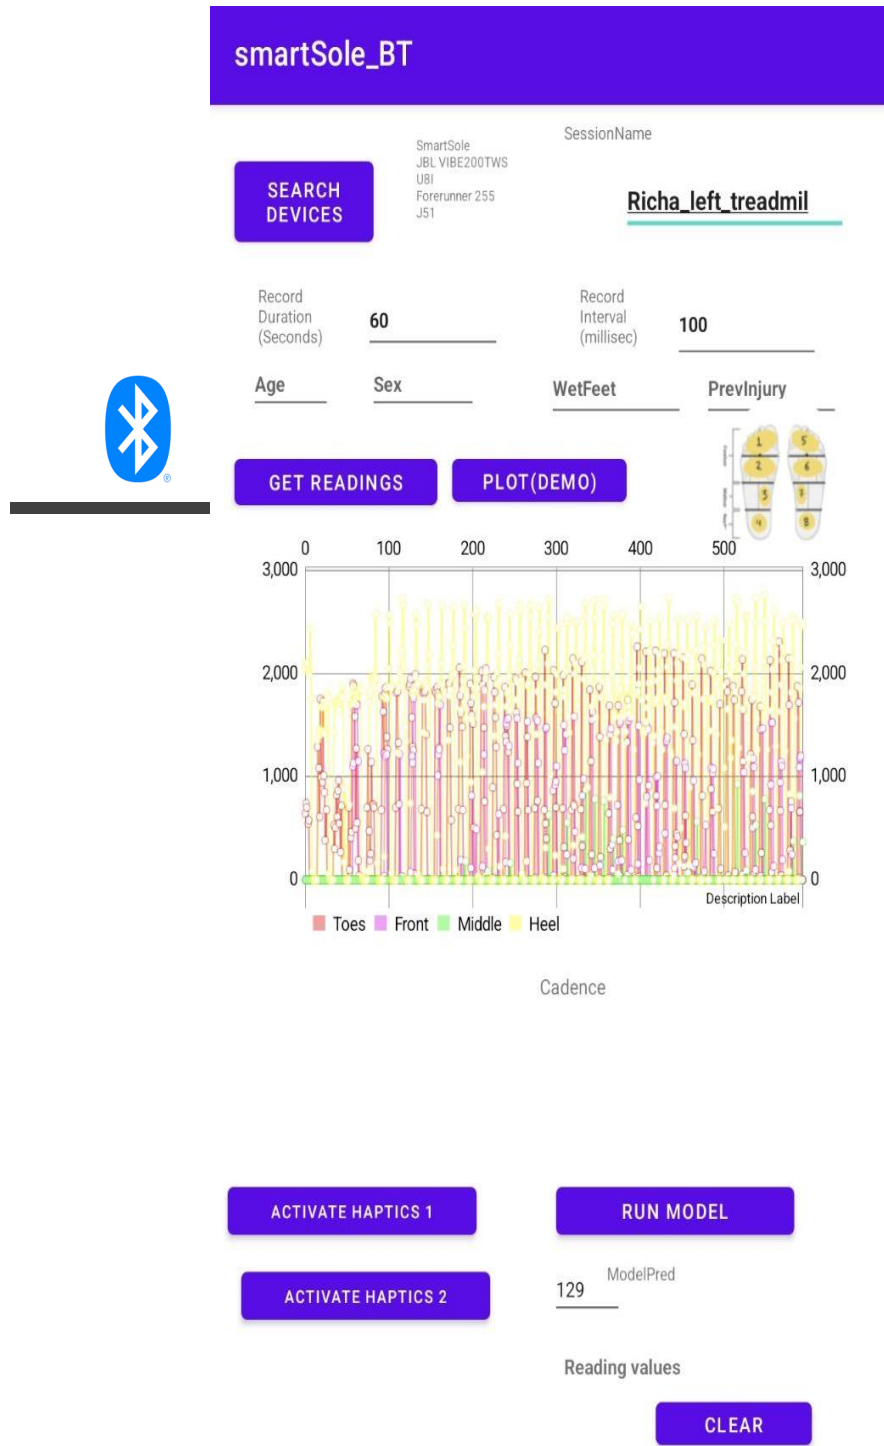 smartSole_BT
SEARCH
DEVICES
SmartSole
JBL VIBE200TWS
U8I
Forerunner 255
J51
SessionName
Richa_left_treadmil
Record
Duration
(Seconds)
60
Record
Interval
(millisec)
100
Age
Sex
WetFeet
PrevInjury
®
GET READINGS
PLOT(DEMO)
1 5
2 6
3 7
4 8
0 100 200 300 400 500
3,000 3,000
2,000 2,000
1,000 1,000
0 0
Description Label
Toes Front Middle Heel
Cadence
ACTIVATE HAPTICS 1
RUN MODEL
ACTIVATE HAPTICS 2
129
ModelPred
Reading values
CLEAR